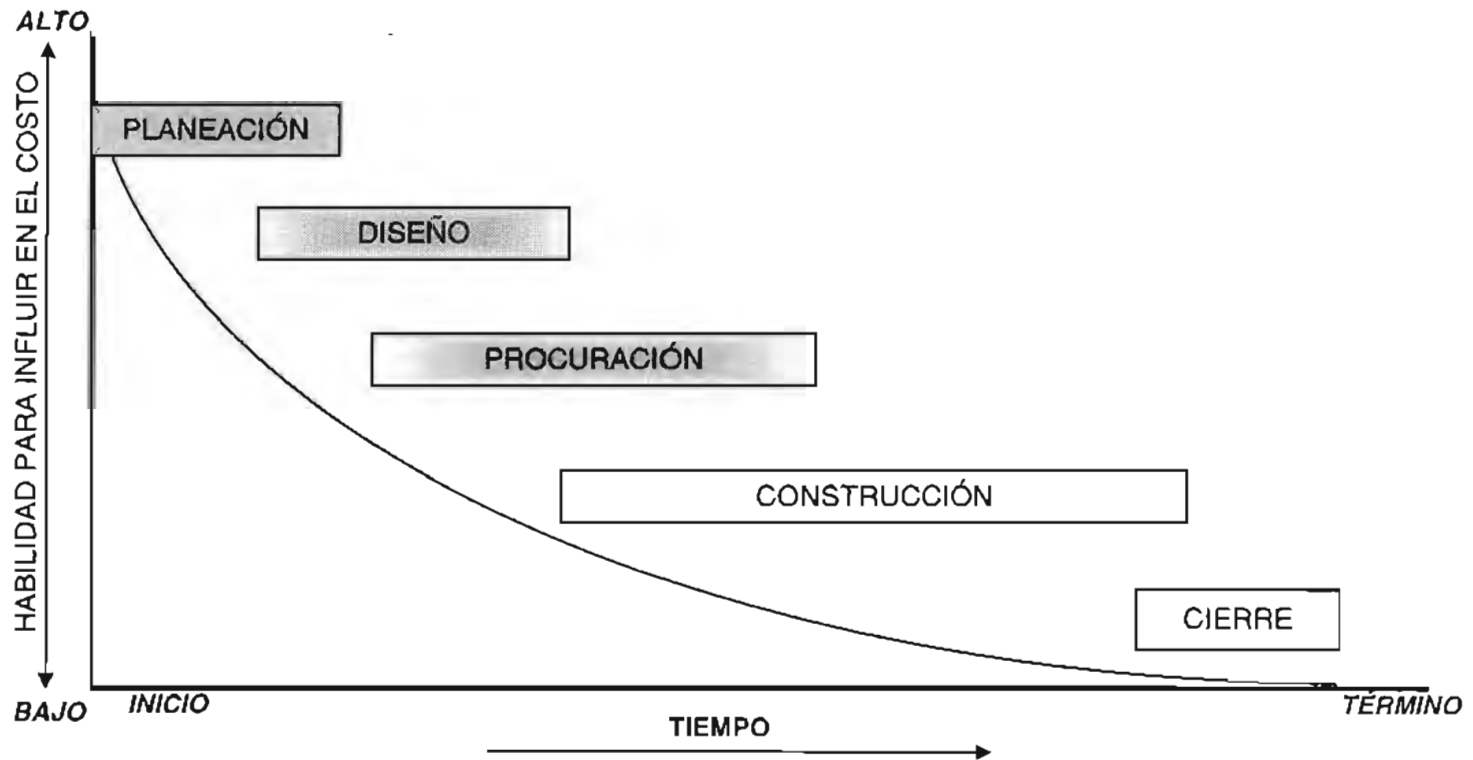 ALTO
HABILIDAD PARA INFLUIR EN EL COSTO
PLANEACIÓN
DISEÑO
PROCURACIÓN
CONSTRUCCIÓN
CIERRE
BAJO
INICIO
TÉRMINO
TIEMPO